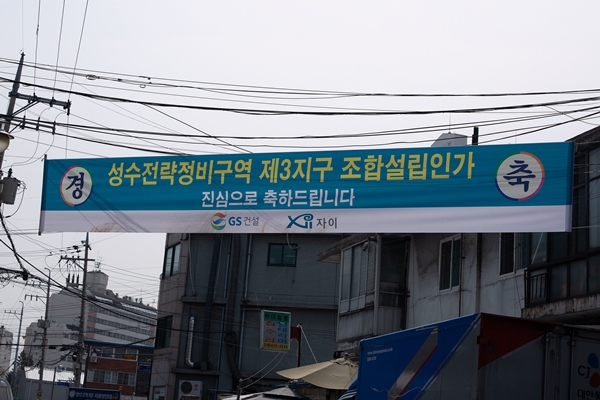 경 성수전략정비구역 제3지구 조합설립인가 축
진심으로 축하드립니다
GS건설 Xi 자이
CJ